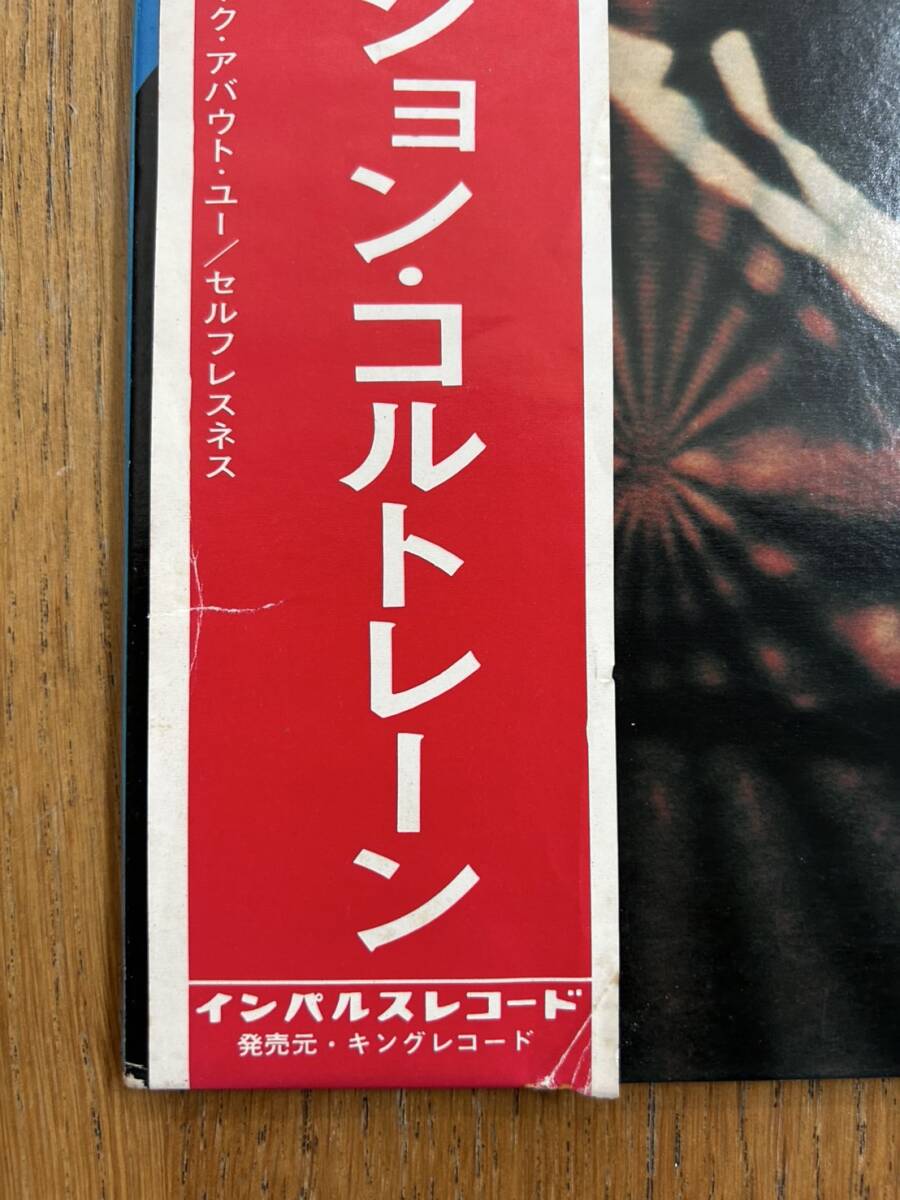 ション・コルトレーン
ク・アバウト・ユー／セルフレスネス
インパルスレコード
発売元・キングレコード